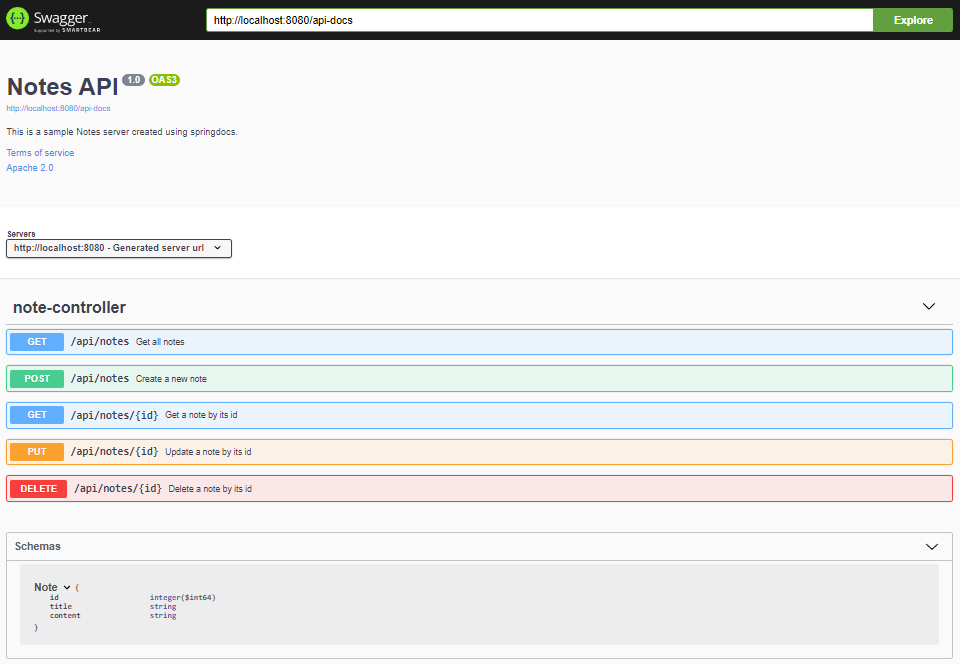 {···} Swagger
Supported by SMARTBEAR
http://localhost:8080/api-docs
Explore
Notes API 1.0 OAS3
http://localhost:8080/api-docs
This is a sample Notes server created using springdocs.
Terms of service
Apache 2.0
Servers
http://localhost:8080 - Generated server url
note-controller
GET /api/notes Get all notes
POST /api/notes Create a new note
GET /api/notes/{id} Get a note by its id
PUT /api/notes/{id} Update a note by its id
DELETE /api/notes/{id} Delete a note by its id
Schemas
Note {
id integer($int64)
title string
content string
}